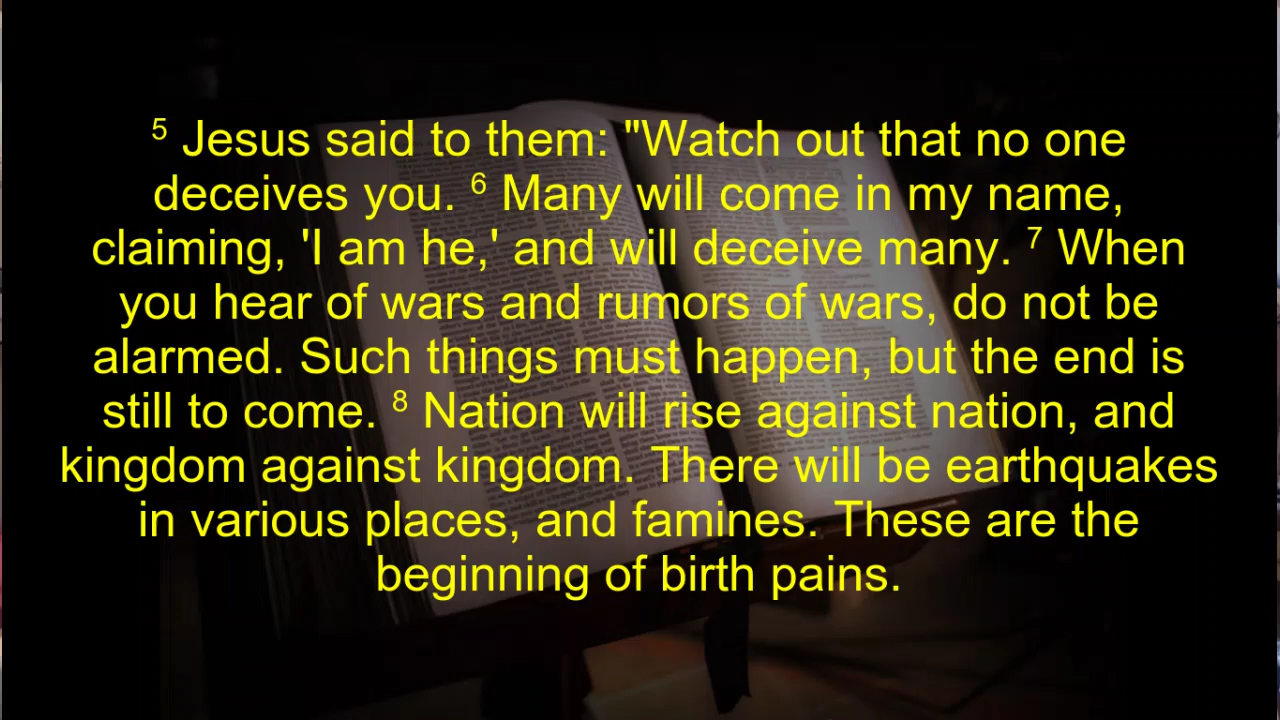 5 Jesus said to them: "Watch out that no one
deceives you. 6 Many will come in my name,
claiming, 'I am he,' and will deceive many. 7 When
you hear of wars and rumors of wars, do not be
alarmed. Such things must happen, but the end is
still to come. 8 Nation will rise against nation, and
kingdom against kingdom. There will be earthquakes
in various places, and famines. These are the
beginning of birth pains.